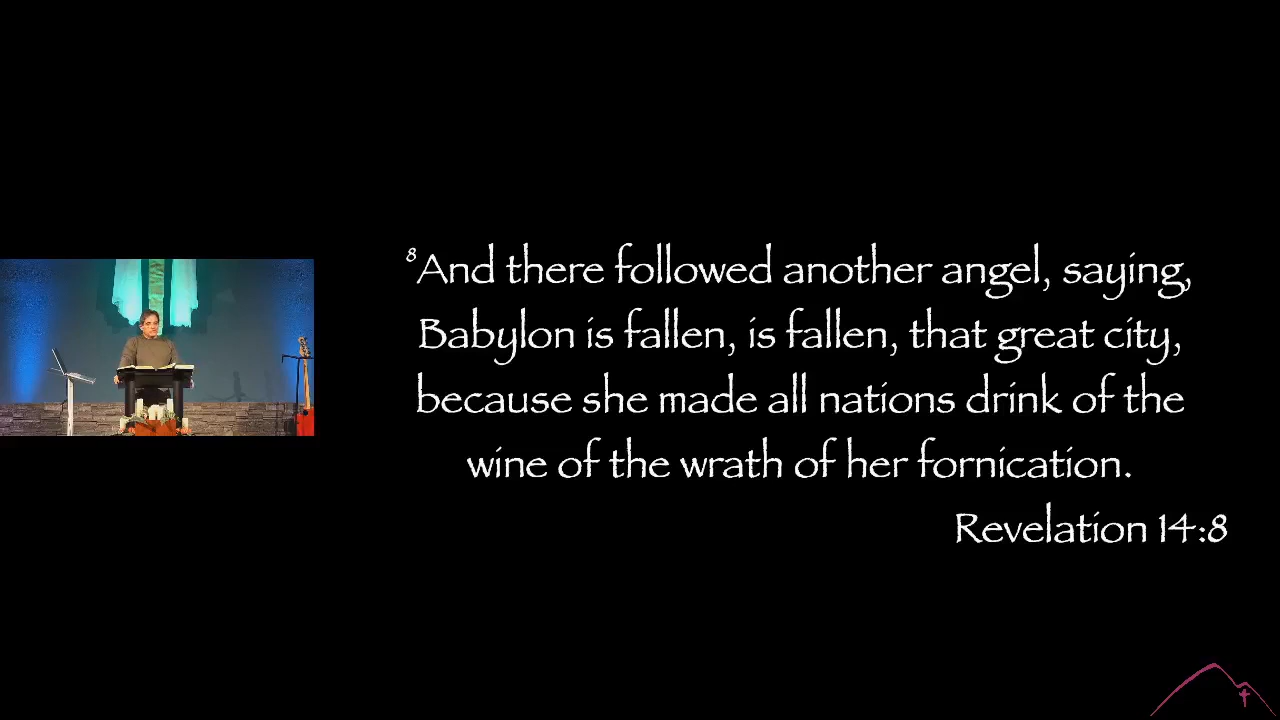 ⁸And there followed another angel, saying,
Babylon is fallen, is fallen, that great city,
because she made all nations drink of the
wine of the wrath of her fornication.
Revelation 14:8